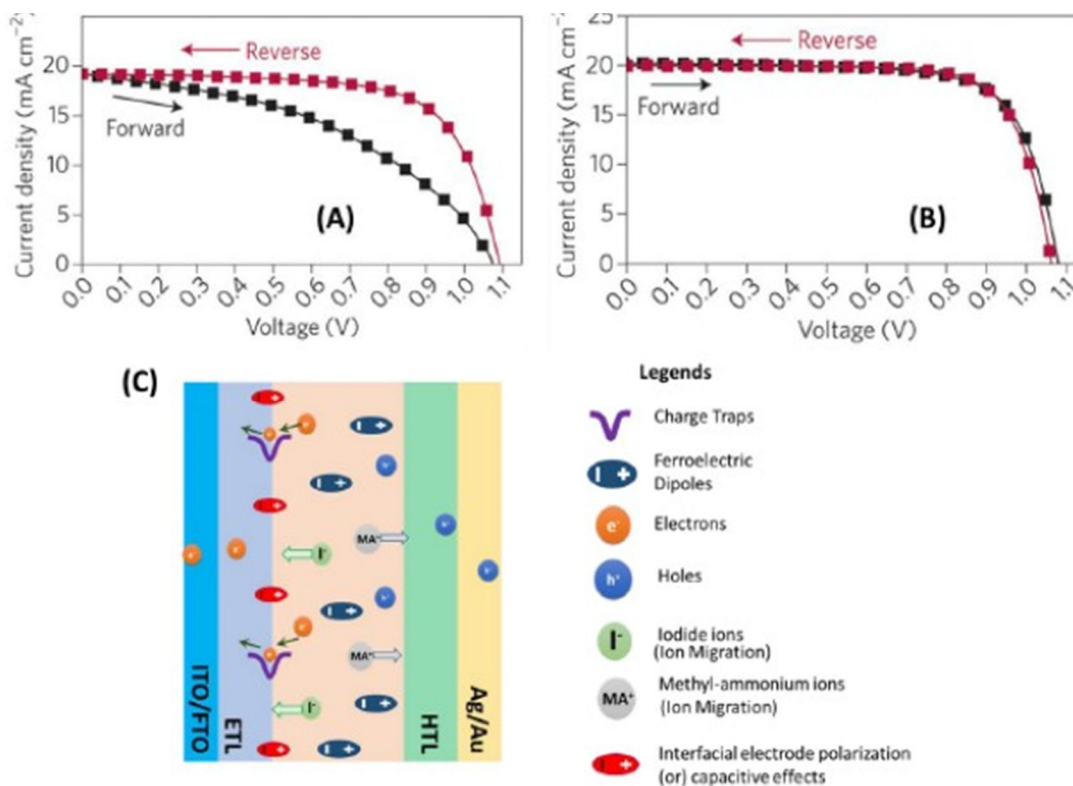 Current density (mA cm⁻²)
20
15
10
5
0
Reverse
Forward
(A)
0.0 0.1 0.2 0.3 0.4 0.5 0.6 0.7 0.8 0.9 1.0 1.1
Voltage (V)
Current density (mA cm⁻²)
25
20
15
10
5
0
Reverse
Forward
(B)
0.0 0.1 0.2 0.3 0.4 0.5 0.6 0.7 0.8 0.9 1.0 1.1
Voltage (V)
(C)
ITO/FTO
ETL
HTL
Ag/Au
e⁻
e⁻
e⁻
e⁻
e⁻
e⁻
h⁺
h⁺
h⁺
h⁺
I⁻
I⁻
MA⁺
MA⁺
Legends
Charge Traps
Ferroelectric
Dipoles
e⁻
Electrons
h⁺
Holes
I⁻
Iodide ions
(Ion Migration)
MA⁺
Methyl-ammonium ions
(Ion Migration)
Interfacial electrode polarization
(or) capacitive effects